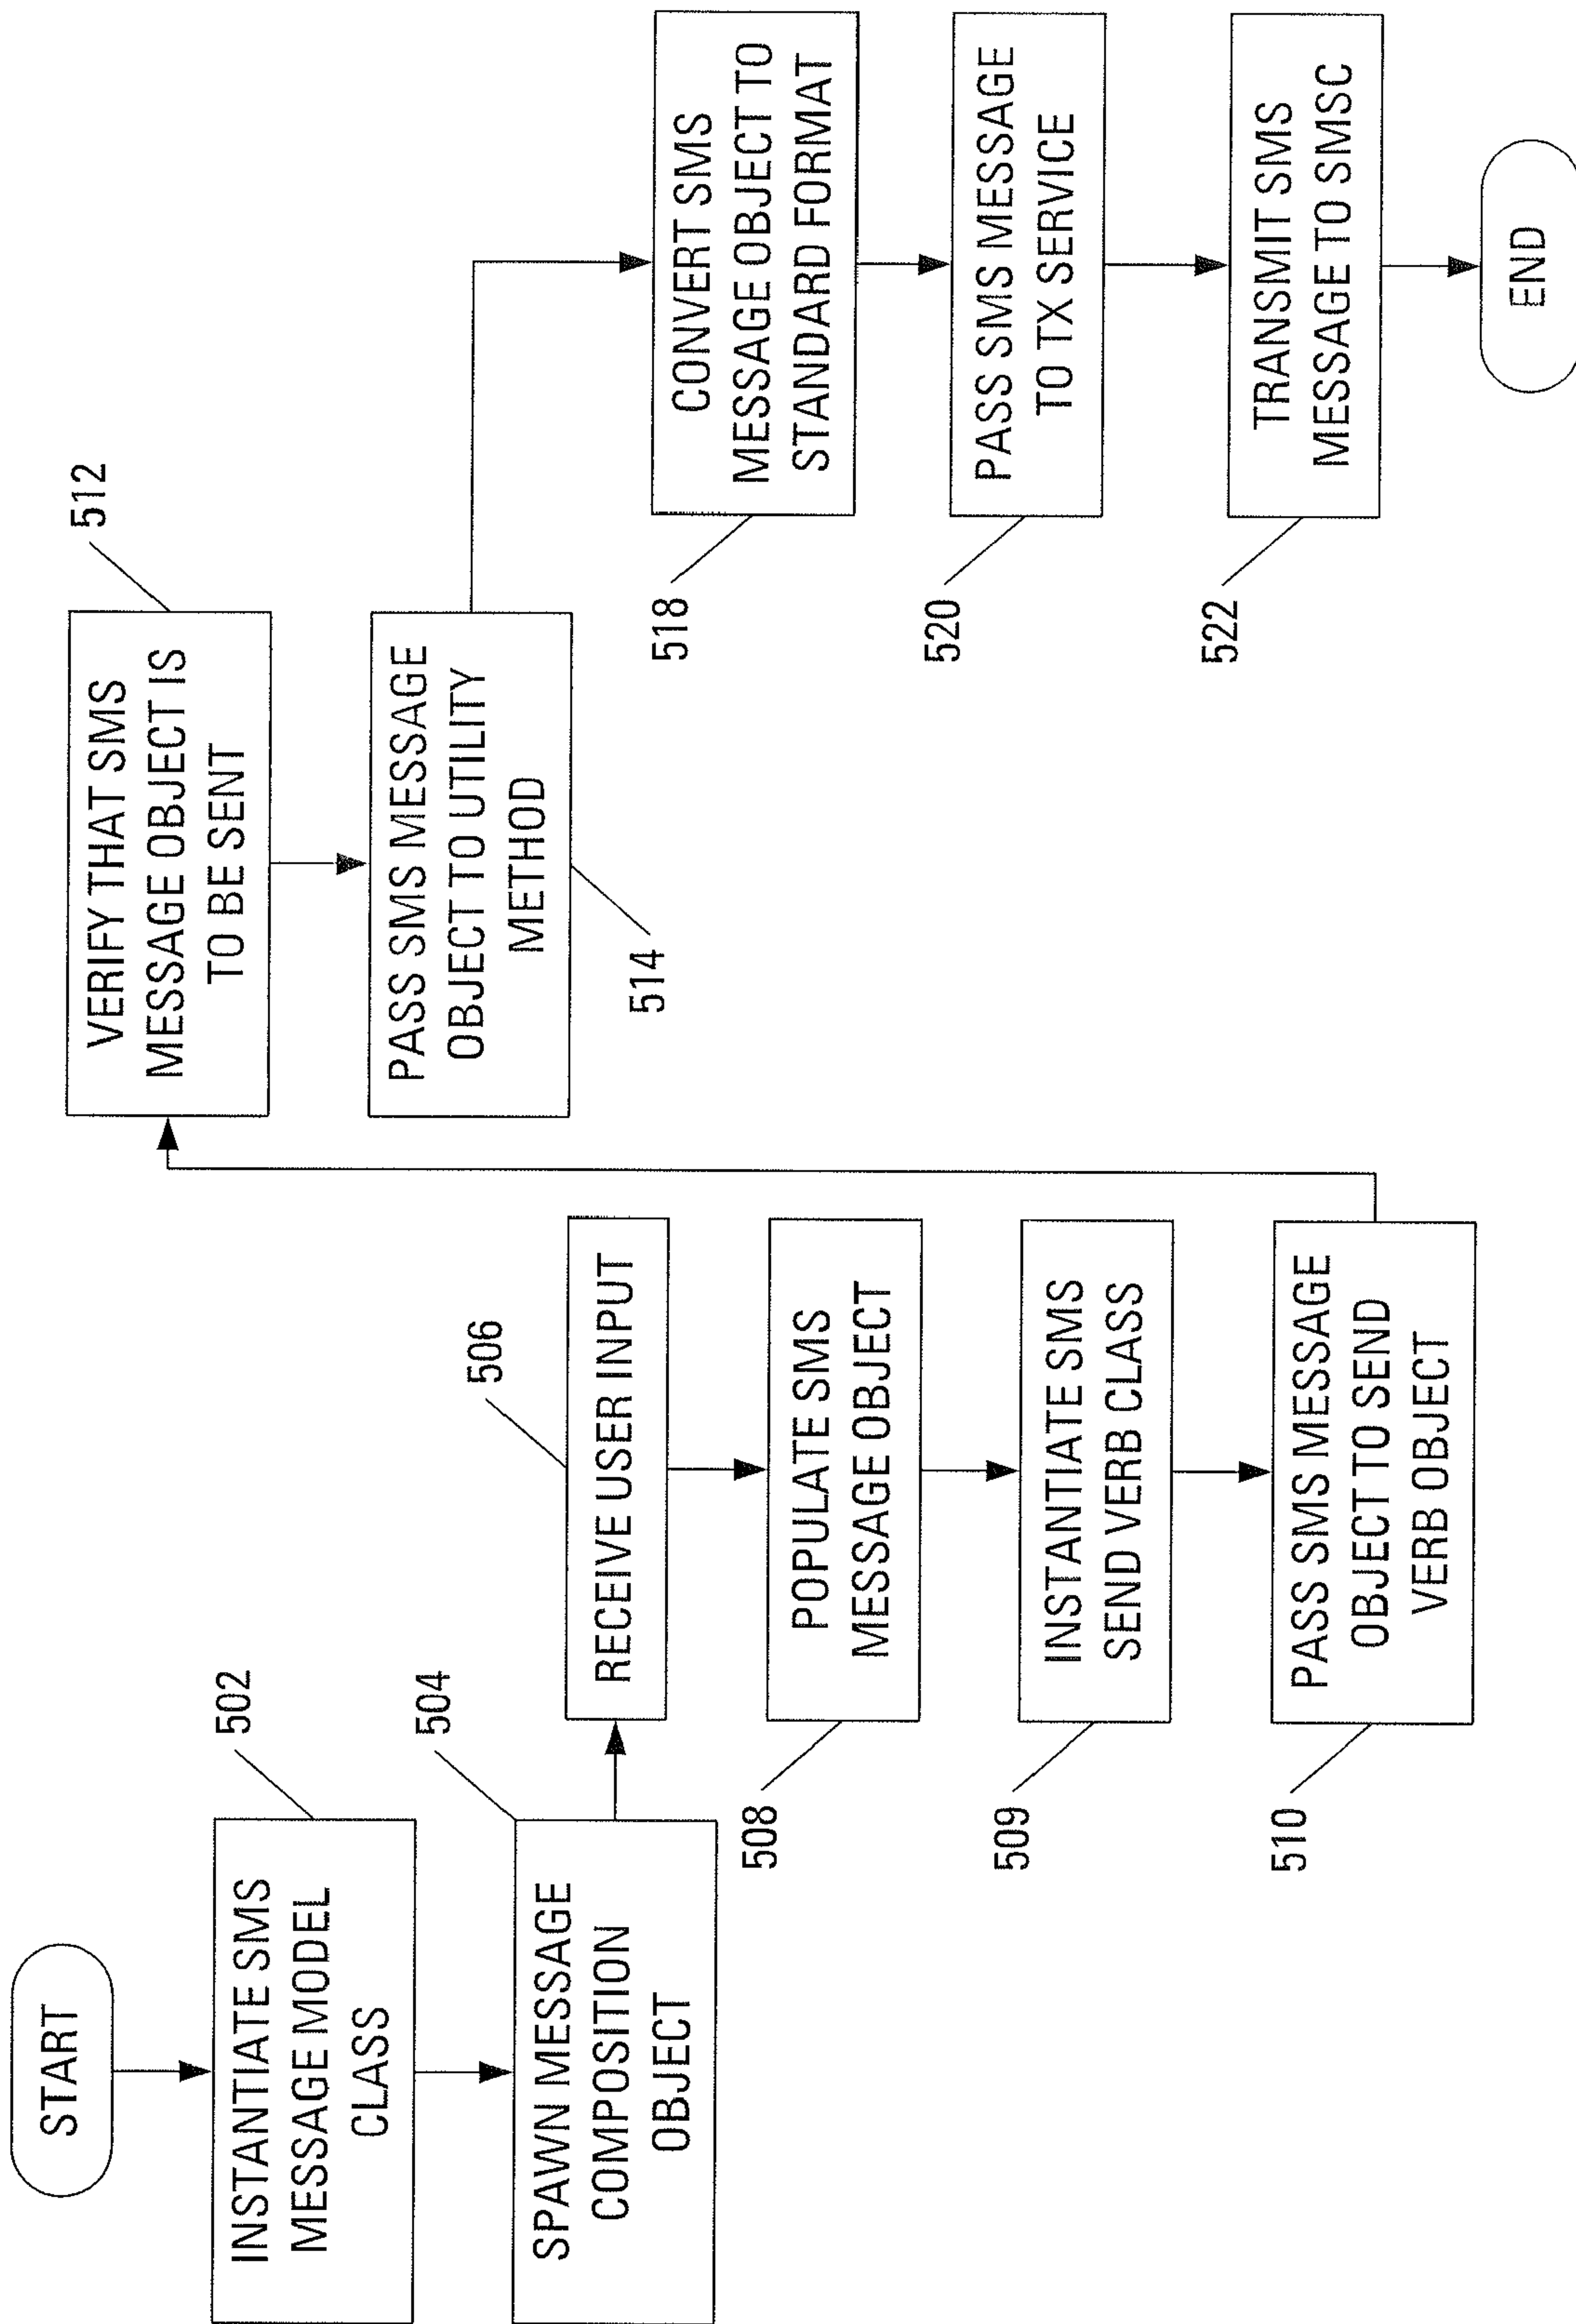 START
INSTANTIATE SMS
MESSAGE MODEL
CLASS
502
SPAWN MESSAGE
COMPOSITION
OBJECT
504
RECEIVE USER INPUT
506
POPULATE SMS
MESSAGE OBJECT
508
INSTANTIATE SMS
SEND VERB CLASS
509
PASS SMS MESSAGE
OBJECT TO SEND
VERB OBJECT
510
VERIFY THAT SMS
MESSAGE OBJECT IS
TO BE SENT
512
PASS SMS MESSAGE
OBJECT TO UTILITY
METHOD
514
CONVERT SMS
MESSAGE OBJECT TO
STANDARD FORMAT
518
PASS SMS MESSAGE
TO TX SERVICE
520
TRANSMIT SMS
MESSAGE TO SMSC
522
END